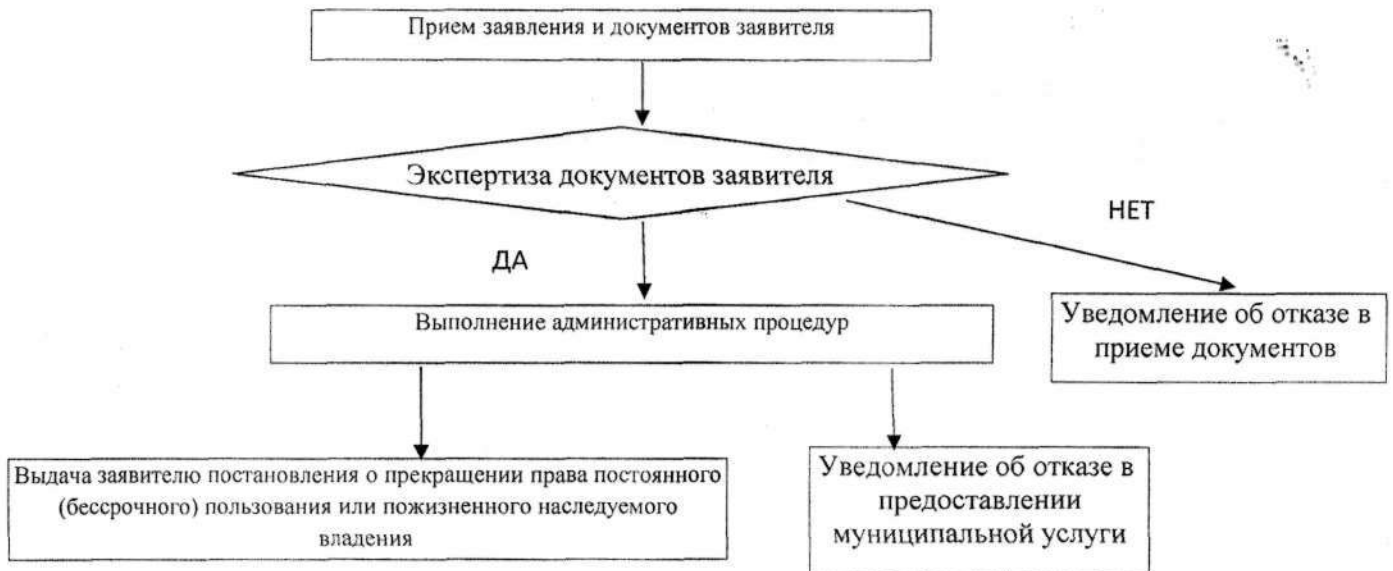 Прием заявления и документов заявителя
Экспертиза документов заявителя
НЕТ
ДА
Выполнение административных процедур
Уведомление об отказе в
приеме документов
Выдача заявителю постановления о прекращении права постоянного
(бессрочного) пользования или пожизненного наследуемого
владения
Уведомление об отказе в
предоставлении
муниципальной услуги